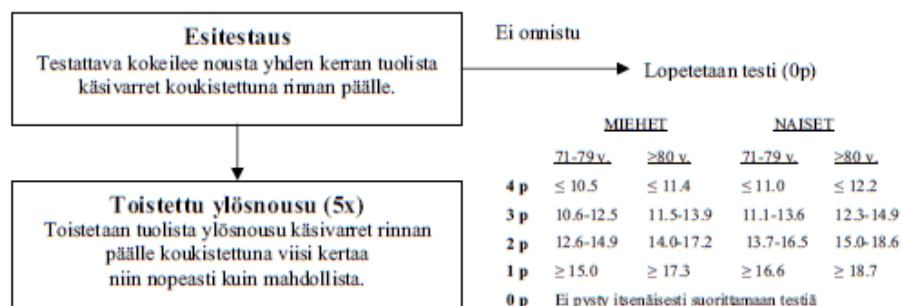 Esitestaus
Testattava kokeilee nousta yhden kerran tuolista
käsivarret koukistettuna rinnan päälle.
Ei onnistu
Lopetetaan testi (0p)
Toistettu ylösnousu (5x)
Toistetaan tuolista ylösnousu käsivarret rinnan
päälle koukistettuna viisi kertaa
niin nopeasti kuin mahdollista.
MIEHET NAISET
71-79 v. ≥80 v. 71-79 v. ≥80 v.
4 p ≤ 10.5 ≤ 11.4 ≤ 11.0 ≤ 12.2
3 p 10.6-12.5 11.5-13.9 11.1-13.6 12.3-14.9
2 p 12.6-14.9 14.0-17.2 13.7-16.5 15.0-18.6
1 p ≥ 15.0 ≥ 17.3 ≥ 16.6 ≥ 18.7
0 p Ei pysty itsenäisesti suorittamaan testiä